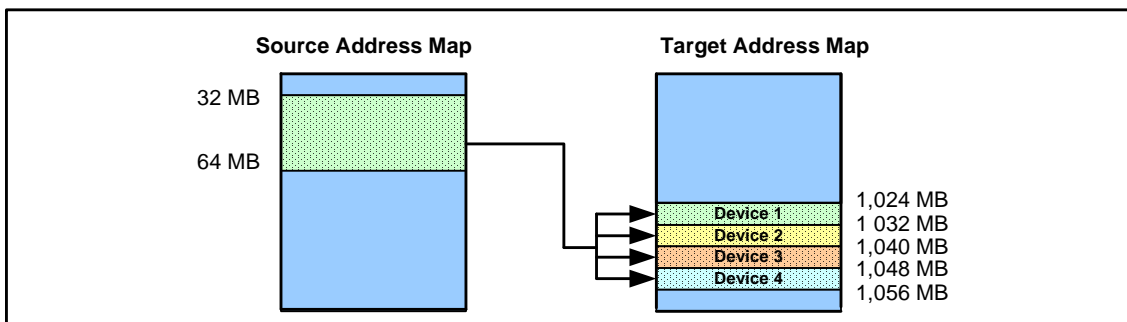 Source Address Map
Target Address Map
32 MB
64 MB
1,024 MB
Device 1
1 032 MB
Device 2
1,040 MB
Device 3
1,048 MB
Device 4
1,056 MB